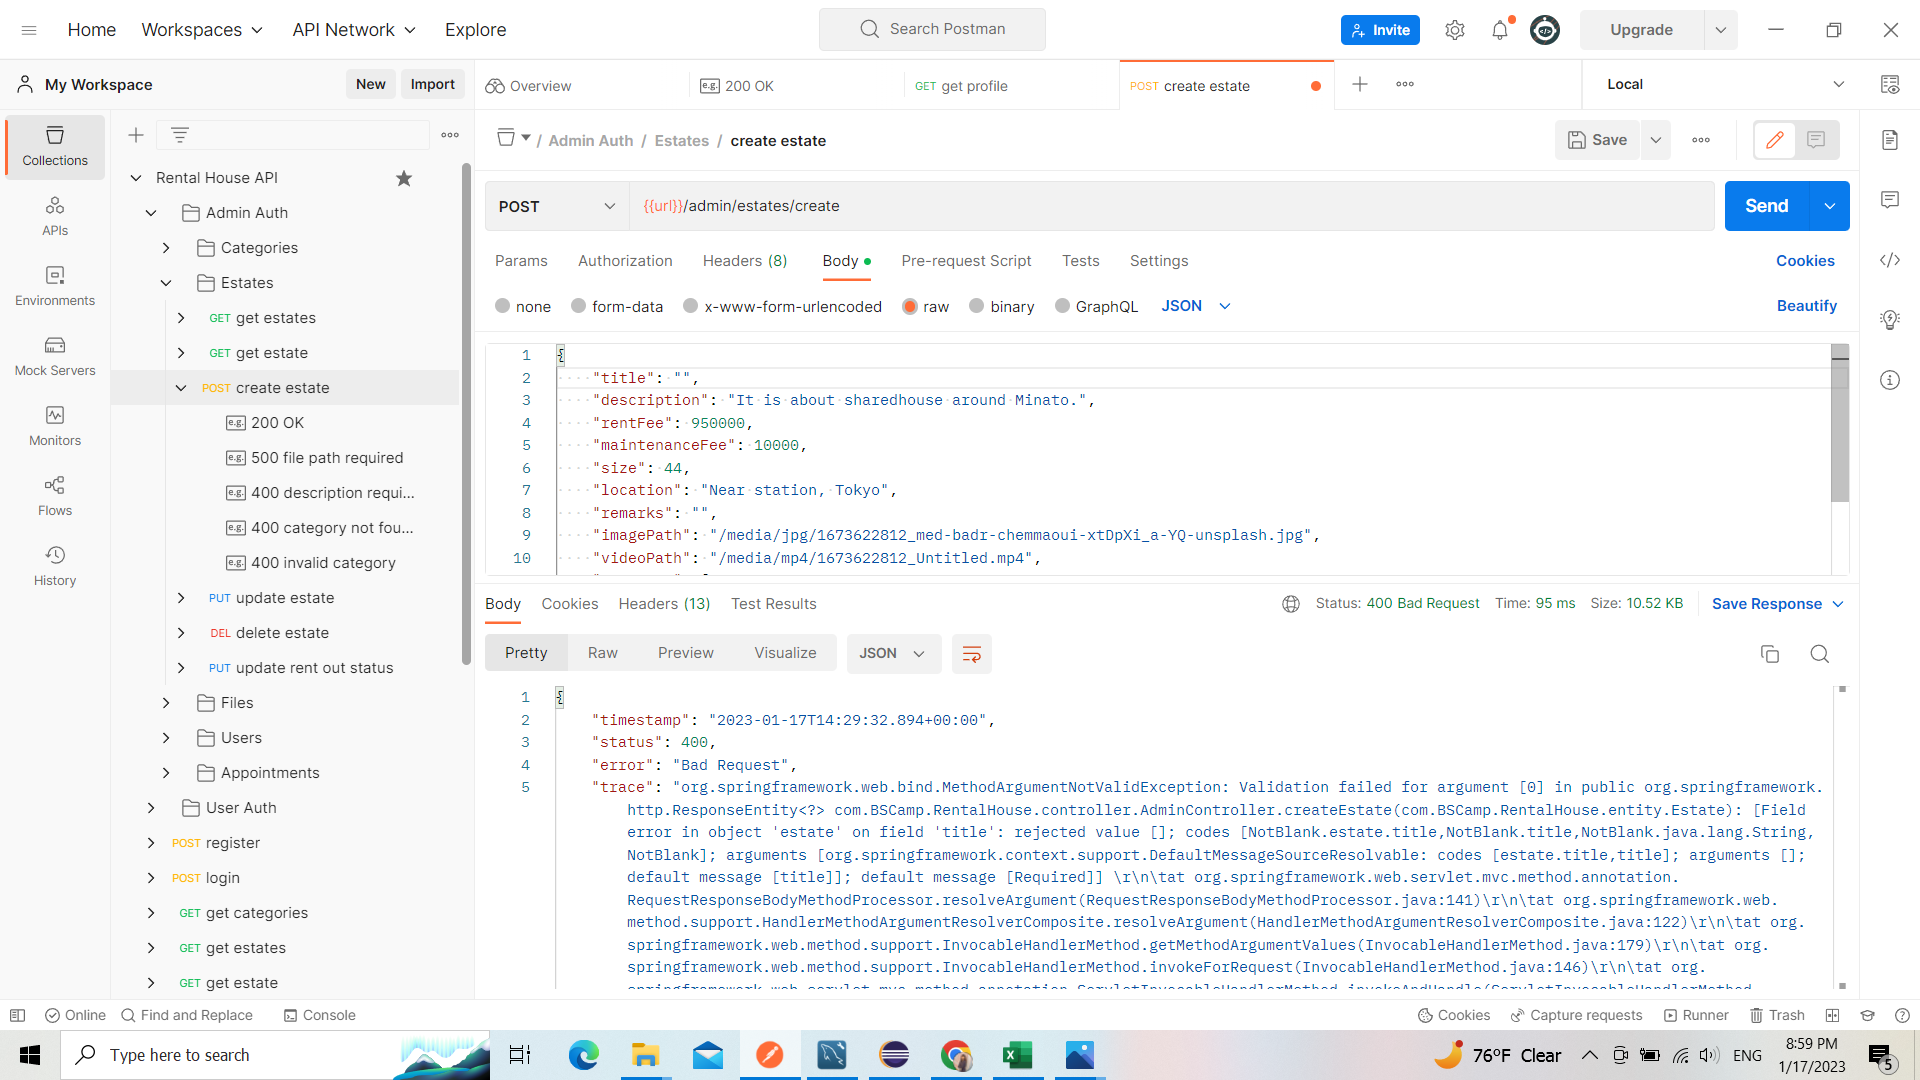 Home
Workspaces
API Network
Explore
Search Postman
Invite
Upgrade
My Workspace
New
Import
Overview
e.g. 200 OK
GET get profile
POST create estate
Local
Collections
APIs
Environments
Mock Servers
Monitors
Flows
History
Rental House API
Admin Auth
Categories
Estates
GET get estates
GET get estate
POST create estate
e.g. 200 OK
e.g. 500 file path required
e.g. 400 description requi...
e.g. 400 category not fou...
e.g. 400 invalid category
PUT update estate
DEL delete estate
PUT update rent out status
Files
Users
Appointments
User Auth
POST register
POST login
GET get categories
GET get estates
GET get estate
/ Admin Auth / Estates / create estate
Save
POST
{{url}}/admin/estates/create
Send
Params
Authorization
Headers (8)
Body
Pre-request Script
Tests
Settings
Cookies
none
form-data
x-www-form-urlencoded
raw
binary
GraphQL
JSON
Beautify
1 {
2 "title": "",
3 "description": "It is about sharedhouse around Minato.",
4 "rentFee": 950000,
5 "maintenanceFee": 10000,
6 "size": 44,
7 "location": "Near station, Tokyo",
8 "remarks": "",
9 "imagePath": "/media/jpg/1673622812_med-badr-chemmaoui-xtDpXi_a-YQ-unsplash.jpg",
10 "videoPath": "/media/mp4/1673622812_Untitled.mp4",
Body
Cookies
Headers (13)
Test Results
Status: 400 Bad Request
Time: 95 ms
Size: 10.52 KB
Save Response
Pretty
Raw
Preview
Visualize
JSON
1 {
2 "timestamp": "2023-01-17T14:29:32.894+00:00",
3 "status": 400,
4 "error": "Bad Request",
5 "trace": "org.springframework.web.bind.MethodArgumentNotValidException: Validation failed for argument [0] in public org.springframework.
http.ResponseEntity<?> com.BSCamp.RentalHouse.controller.AdminController.createEstate(com.BSCamp.RentalHouse.entity.Estate): [Field
error in object 'estate' on field 'title': rejected value []; codes [NotBlank.estate.title,NotBlank.title,NotBlank.java.lang.String,
NotBlank]; arguments [org.springframework.context.support.DefaultMessageSourceResolvable: codes [estate.title,title]; arguments [];
default message [title]]; default message [Required]] \r\n\tat org.springframework.web.servlet.mvc.method.annotation.
RequestResponseBodyMethodProcessor.resolveArgument(RequestResponseBodyMethodProcessor.java:141)\r\n\tat org.springframework.web.
method.support.HandlerMethodArgumentResolverComposite.resolveArgument(HandlerMethodArgumentResolverComposite.java:122)\r\n\tat org.
springframework.web.method.support.InvocableHandlerMethod.getMethodArgumentValues(InvocableHandlerMethod.java:179)\r\n\tat org.
springframework.web.method.support.InvocableHandlerMethod.invokeForRequest(InvocableHandlerMethod.java:146)\r\n\tat org.
springframework.web.servlet.mvc.method.annotation.ServletInvocableHandlerMethod.invokeAndHandle(ServletInvocableHandlerMethod.
Online
Find and Replace
Console
Cookies
Capture requests
Runner
Trash
Type here to search
76°F Clear
ENG
8:59 PM
1/17/2023
5